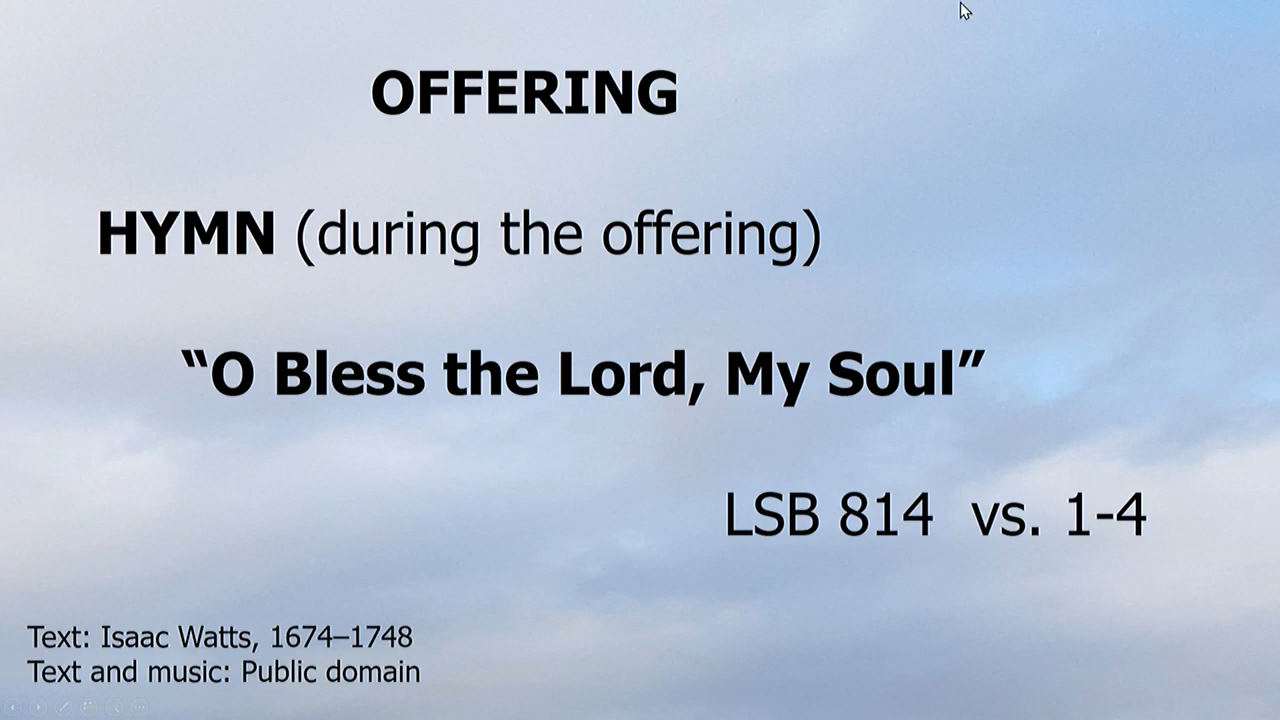 OFFERING
HYMN (during the offering)
“O Bless the Lord, My Soul”
LSB 814  vs. 1-4
Text: Isaac Watts, 1674–1748
Text and music: Public domain